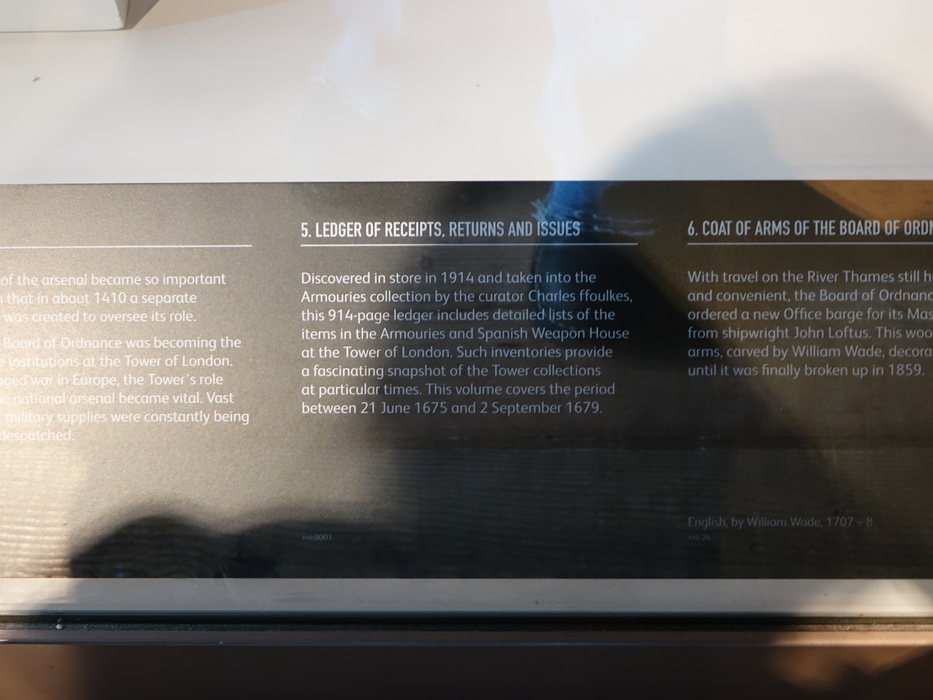 of the arsenal became so important
that in about 1410 a separate
was created to oversee its role.
Board of Ordnance was becoming the
institutions at the Tower of London.
war in Europe, the Tower's role
national arsenal became vital. Vast
military supplies were constantly being
despatched.
5. LEDGER OF RECEIPTS, RETURNS AND ISSUES
Discovered in store in 1914 and taken into the
Armouries collection by the curator Charles ffoulkes,
this 914-page ledger includes detailed lists of the
items in the Armouries and Spanish Weapon House
at the Tower of London. Such inventories provide
a fascinating snapshot of the Tower collections
at particular times. This volume covers the period
between 21 June 1675 and 2 September 1679.
6. COAT OF ARMS OF THE BOARD OF
With travel on the River Thames still
and convenient, the Board of
ordered a new Office barge for its
from shipwright John Loftus. This
arms, carved by William Wade,
until it was finally broken up in 1859.
English, by William Wade, 1707 – 8.